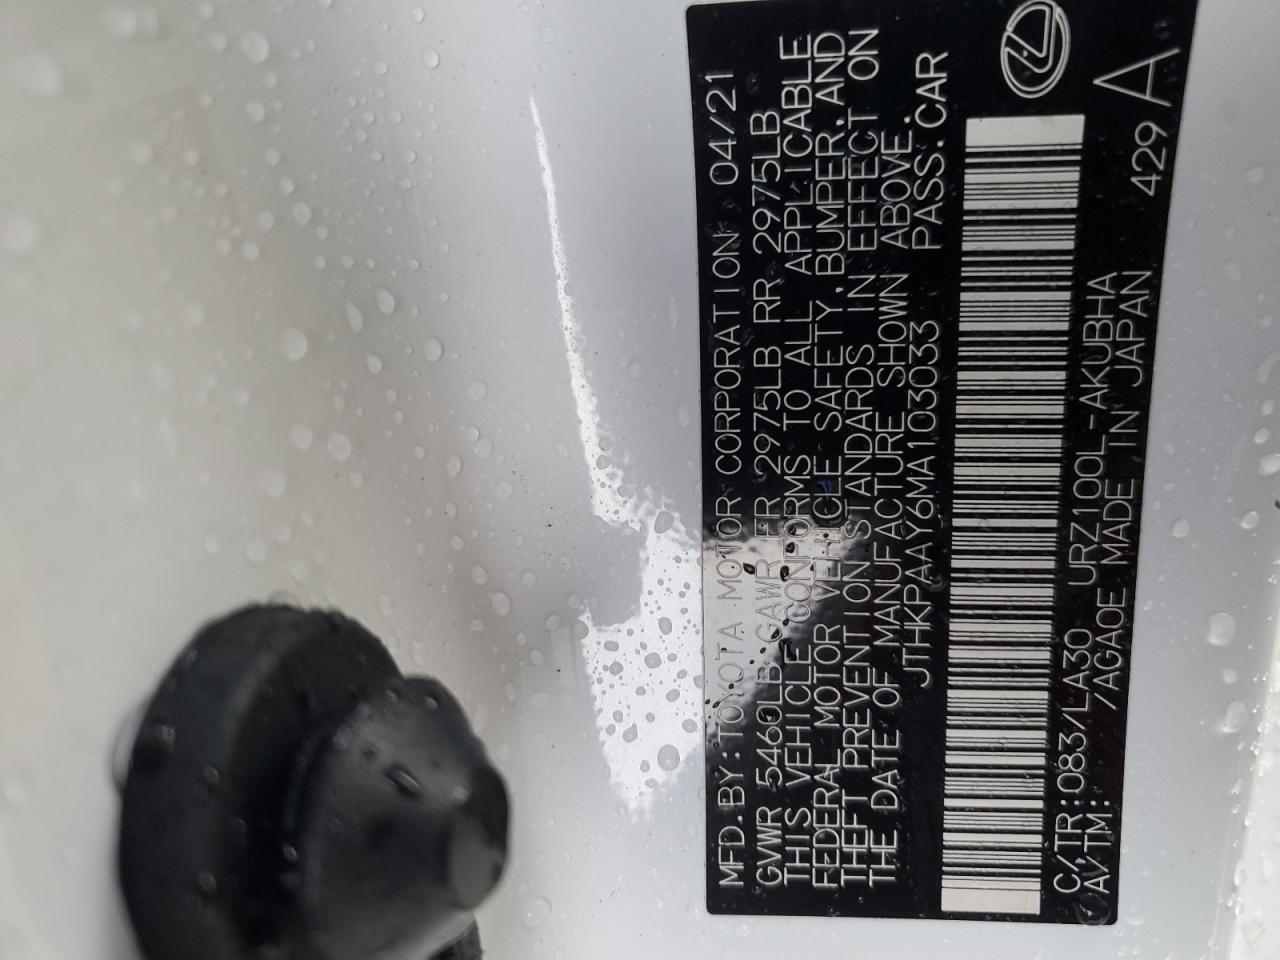 MFD.BY:TOYOTA MOTOR CORPORATION 04/21
GVWR 5460LB GAWR FR 2975LB RR 2975LB
THIS VEHICLE CONFORMS TO ALL APPLICABLE
FEDERAL MOTOR VEHICLE SAFETY,BUMPER,AND
THEFT PREVENTION STANDARDS IN EFFECT ON
THE DATE OF MANUFACTURE SHOWN ABOVE.
JTHKPAAY6MA103033 PASS.CAR
C/TR:083/LA30 URZ100L-AKUBHA
A/TM: /AGA0E MADE IN JAPAN 429 A